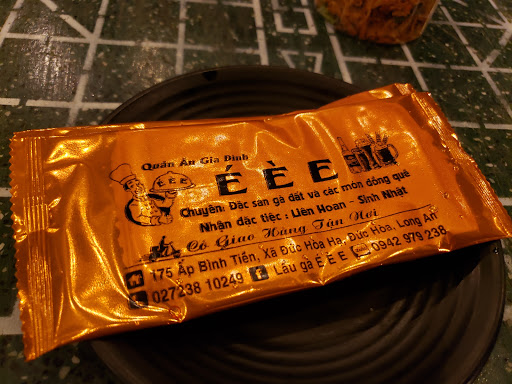 Quán Ăn Gia Đình
É È E
Chuyên: Đặc sản gà đất và các món đồng quê
Nhận đặc tiệc : Liên Hoan - Sinh Nhật
Có Giao Hàng Tận Nơi
175 Ấp Bình Tiền, Xã Đức Hòa Hạ, Đức Hòa, Long An
027238 10249 Lẩu gà É È E 0942 979 238